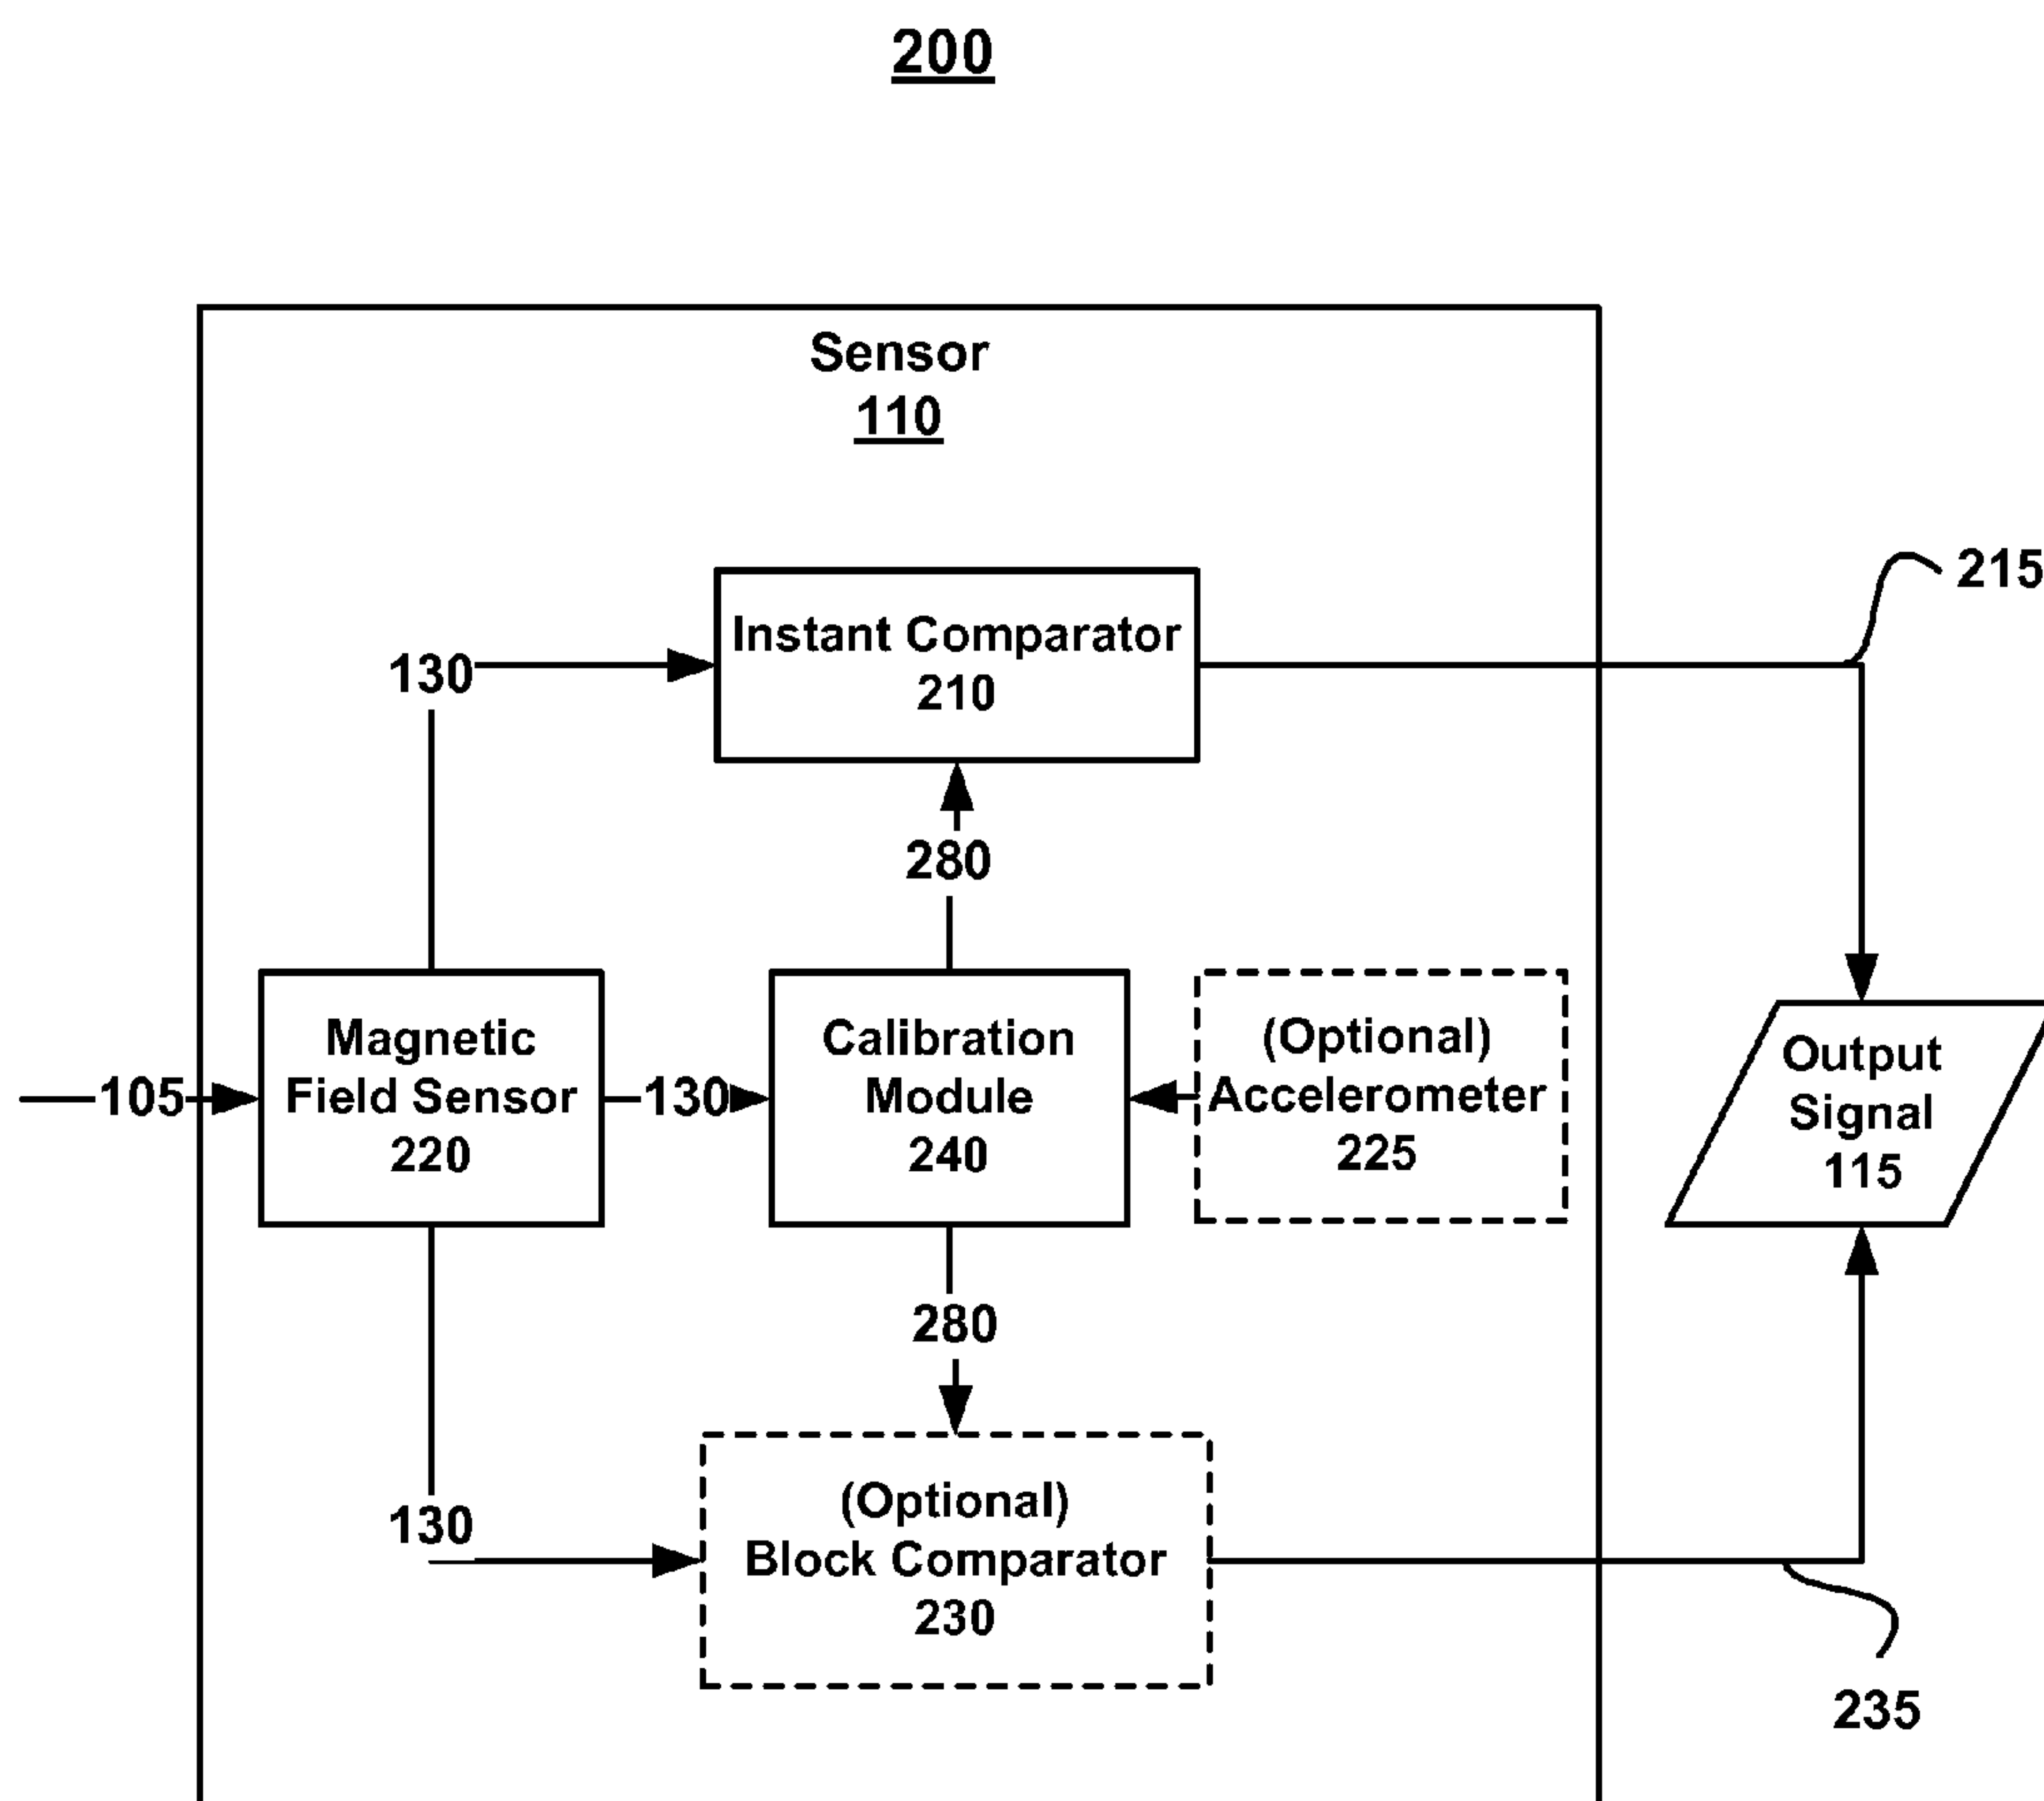 200
Sensor
110
215
Instant Comparator
210
130
280
Magnetic
Field Sensor
220
105
130
Calibration
Module
240
(Optional)
Accelerometer
225
Output
Signal
115
280
130
(Optional)
Block Comparator
230
235